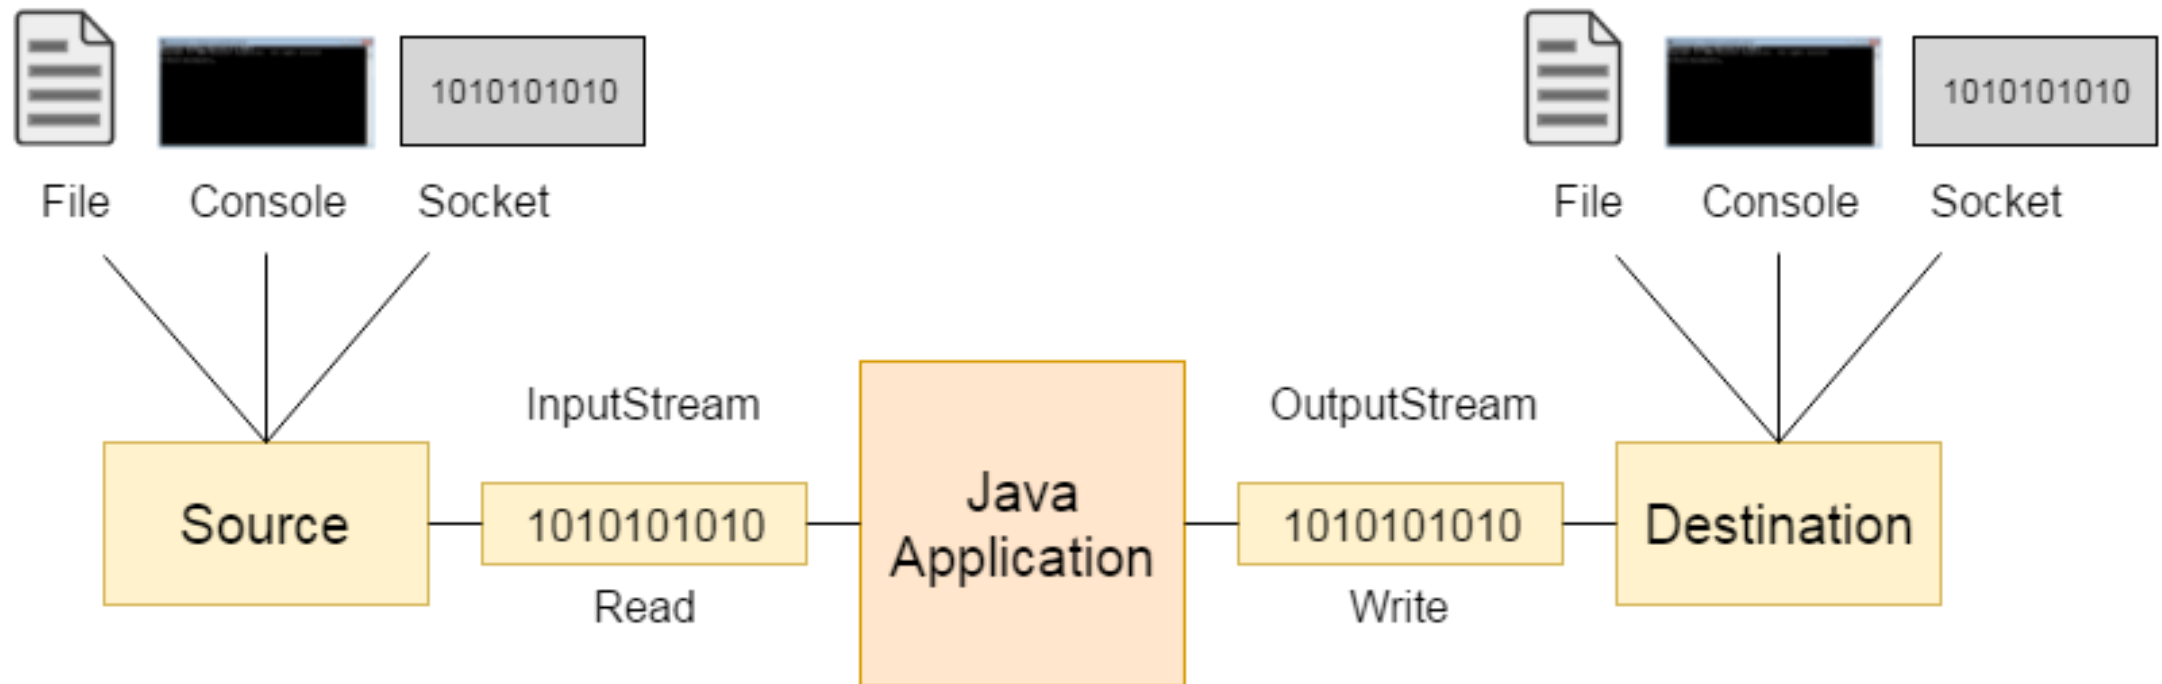 1010101010
1010101010
File Console Socket
File Console Socket
InputStream
OutputStream
Source
1010101010
Java
Application
1010101010
Destination
Read
Write